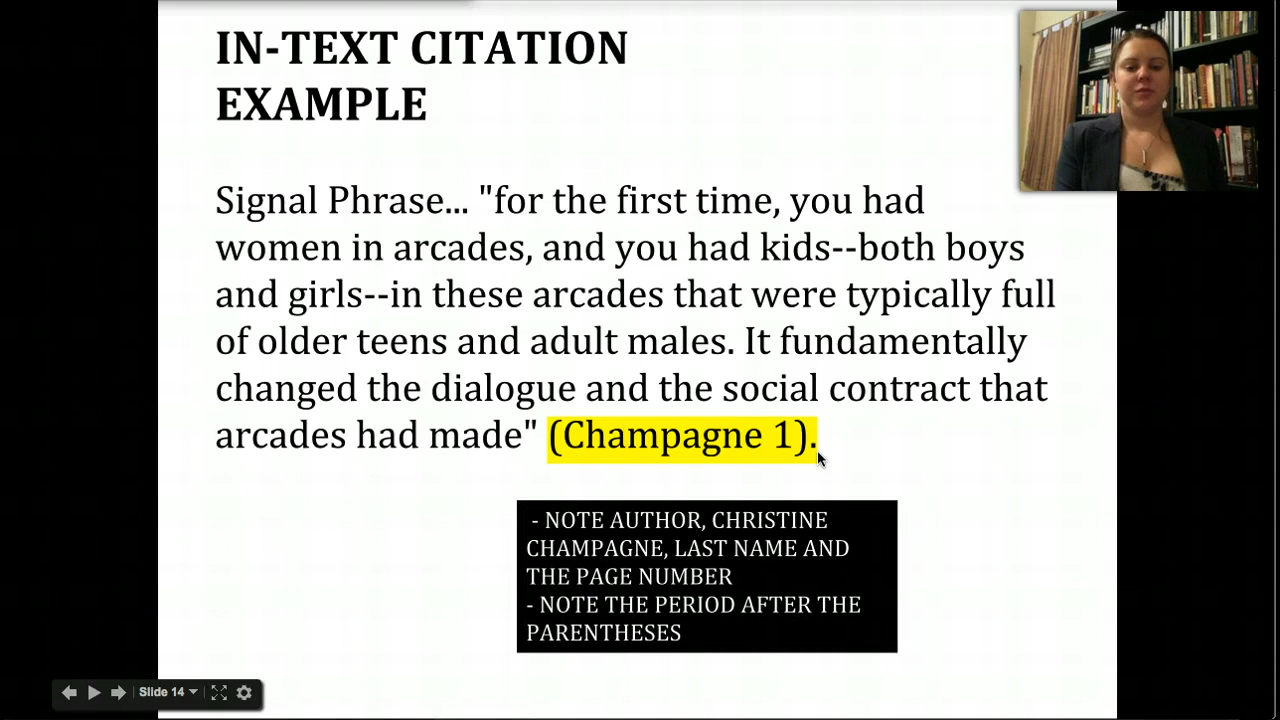 IN-TEXT CITATION
EXAMPLE
Signal Phrase... "for the first time, you had
women in arcades, and you had kids--both boys
and girls--in these arcades that were typically full
of older teens and adult males. It fundamentally
changed the dialogue and the social contract that
arcades had made" (Champagne 1).
- NOTE AUTHOR, CHRISTINE
CHAMPAGNE, LAST NAME AND
THE PAGE NUMBER
- NOTE THE PERIOD AFTER THE
PARENTHESES
Slide 14